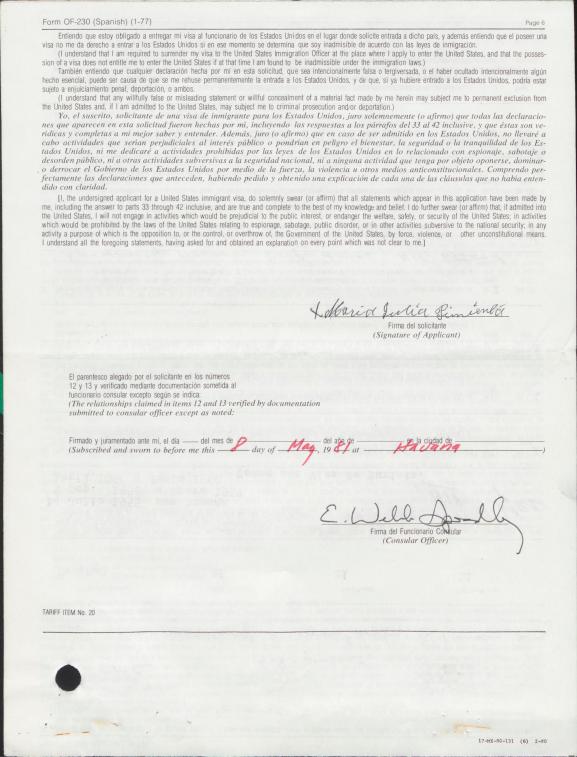 Form OF-230 (Spanish) (1-77)
Page 6
Entiendo que estoy obligado a entregar mi visa al funcionario de los Estados Unidos en el lugar donde solicite entrada a dicho país, y además entiendo que el poseer una
visa no me da derecho a entrar a los Estados Unidos si en ese momento se determina que soy inadmisible de acuerdo con las leyes de inmigración.
(I understand that I am required to surrender my visa to the United States Immigration Officer at the place where I apply to enter the United States, and that the posses-
sion of a visa does not entitle me to enter the United States if at that time I am found to be inadmissible under the immigration laws.)
También entiendo que cualquier declaración hecha por mi en esta solicitud, que sea intencionalmente falsa o tergiversada, o el haber ocultado intencionalmente algún
hecho esencial, puede ser causa de que se me rehuse permanentemente la entrada a los Estados Unidos, y de que, si ya hubiere entrado a los Estados Unidos, podría estar
sujeto a enjuiciamiento penal, deportación, o ambos.
(I understand that any willfully false or misleading statement or willful concealment of a material fact made by me herein may subject me to permanent exclusion from
the United States and, if I am admitted to the United States, may subject me to criminal prosecution and/or deportation.)
Yo, el suscrito, solicitante de una visa de inmigrante para los Estados Unidos, juro solemnemente (o afirmo) que todas las declaracio-
nes que aparecen en esta solicitud fueron hechas por mí, incluyendo las respuestas a los párrafos del 33 al 42 inclusive, y que éstas son ve-
rídicas y completas a mi mejor saber y entender. Además, juro (o afirmo) que en caso de ser admitido en los Estados Unidos, no llevaré a
cabo actividades que serían perjudiciales al interés público o pondrían en peligro el bienestar, la seguridad o la tranquilidad de los Es-
tados Unidos, ni me dedicaré a actividades prohibidas por las leyes de los Estados Unidos en lo relacionado con espionaje, sabotaje o
desorden público, ni a otras actividades subversivas a la seguridad nacional, ni a ninguna actividad que tenga por objeto oponerse, dominar
o derrocar el Gobierno de los Estados Unidos por medio de la fuerza, la violencia u otros medios anticonstitucionales. Comprendo per-
fectamente las declaraciones que anteceden, habiendo pedido y obtenido una explicación de cada una de las cláusulas que no había enten-
dido con claridad.
[I, the undersigned applicant for a United States immigrant visa, do solemnly swear (or affirm) that all statements which appear in this application have been made by
me, including the answer to parts 33 through 42 inclusive, and are true and complete to the best of my knowledge and belief. I do further swear (or affirm) that, if admitted into
the United States, I will not engage in activities which would be prejudicial to the public interest, or endanger the welfare, safety, or security of the United States; in activities
which would be prohibited by the laws of the United States relating to espionage, sabotage, public disorder, or in other activities subversive to the national security; in any
activity a purpose of which is the opposition to, or the control, or overthrow of, the Government of the United States, by force, violence, or other unconstitutional means.
I understand all the foregoing statements, having asked for and obtained an explanation on every point which was not clear to me.]
x Maria Julia Pimienta
Firma del solicitante
(Signature of Applicant)
El parentesco alegado por el solicitante en los números
12 y 13 y verificado mediante documentación sometida al
funcionario consular excepto según se indica:
(The relationships claimed in items 12 and 13 verified by documentation
submitted to consular officer except as noted:
Firmado y juramentado ante mí, el día del mes de del año de en la ciudad de
(Subscribed and sworn to before me this 8 day of May, 19 81 at Havana)
E. Webb
Firma del Funcionario Consular
(Consular Officer)
TARIFF ITEM No. 20